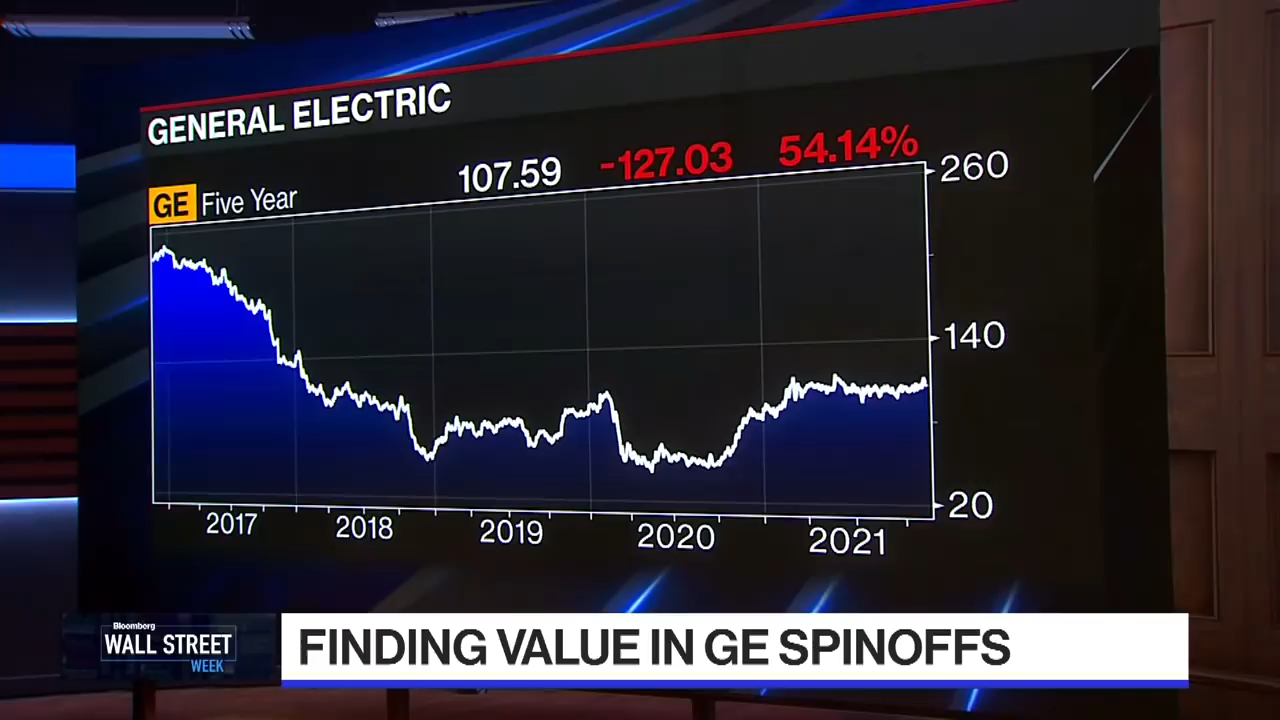 GENERAL ELECTRIC
107.59 -127.03 54.14%
GE Five Year
260
140
20
2017 2018 2019 2020 2021
Bloomberg
WALL STREET
WEEK
FINDING VALUE IN GE SPINOFFS